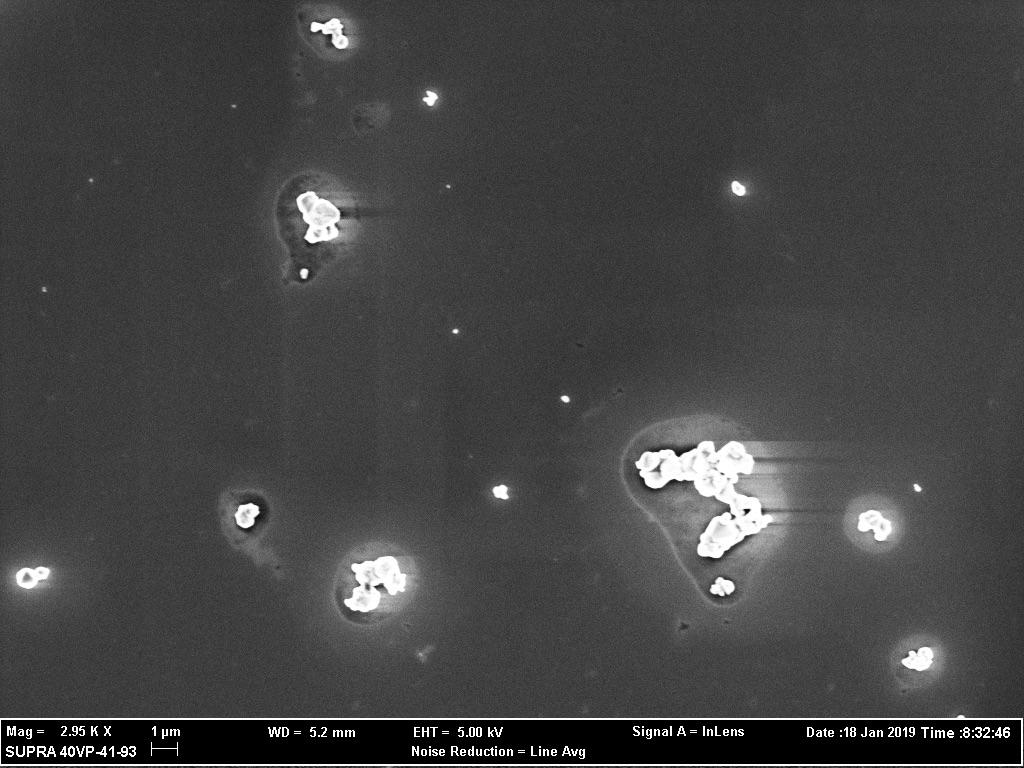 Mag = 2.95 K X 1 µm WD = 5.2 mm EHT = 5.00 kV Signal A = InLens Date :18 Jan 2019 Time :8:32:46
SUPRA 40VP-41-93 Noise Reduction = Line Avg